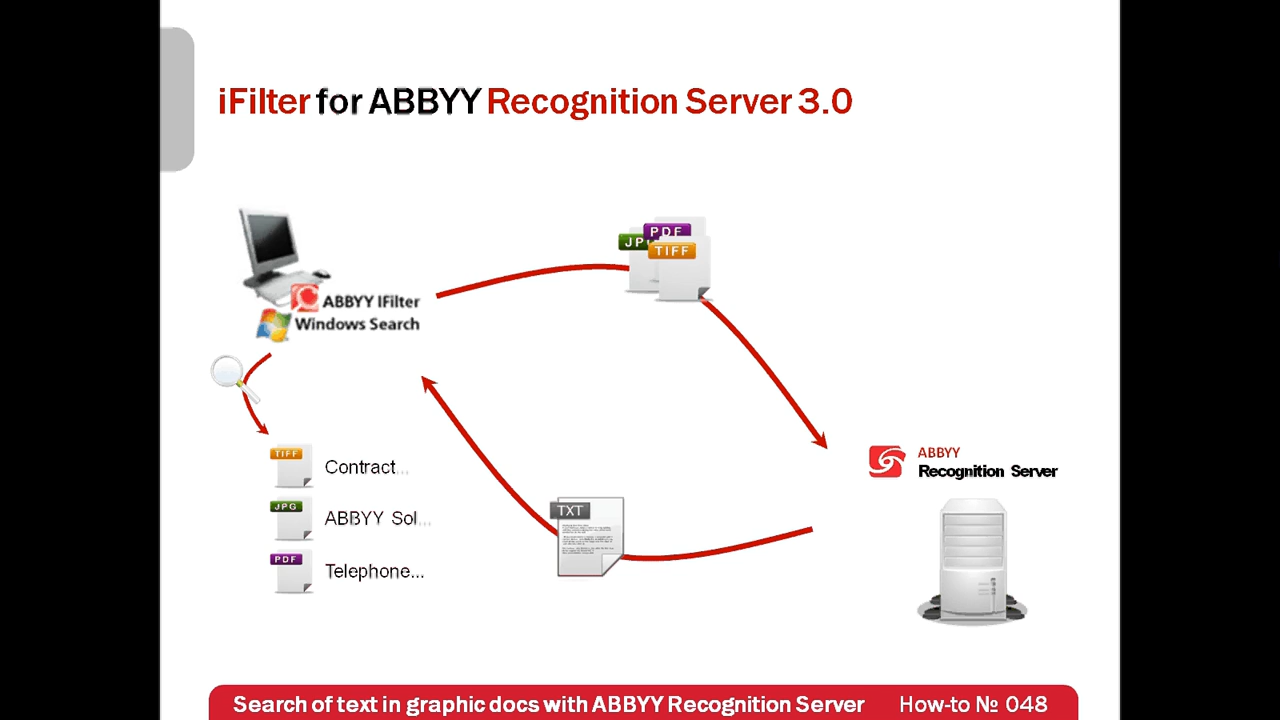 iFilter for ABBYY Recognition Server 3.0
PDF
JP
TIFF
ABBYY IFilter
Windows Search
ABBYY
Recognition Server
TIFF
Contract...
JPG
ABBYY Sol...
PDF
Telephone...
TXT
Search of text in graphic docs with ABBYY Recognition Server
How-to № 048